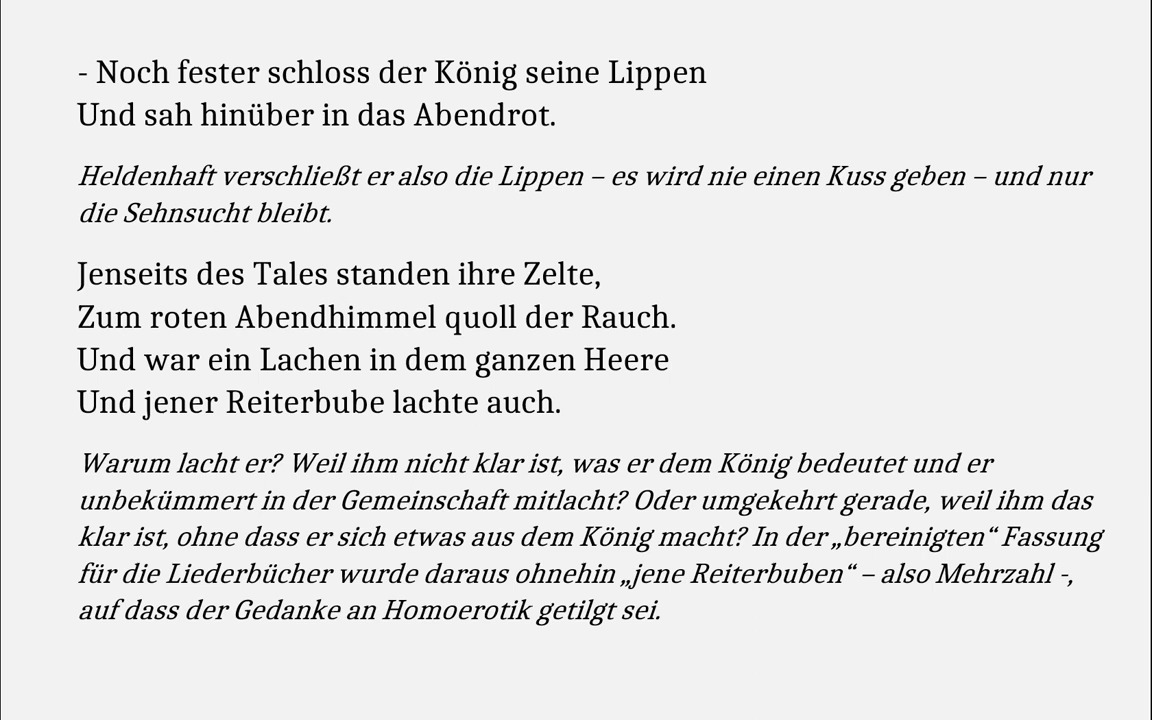 - Noch fester schloss der König seine Lippen
Und sah hinüber in das Abendrot.
Heldenhaft verschließt er also die Lippen – es wird nie einen Kuss geben – und nur
die Sehnsucht bleibt.
Jenseits des Tales standen ihre Zelte,
Zum roten Abendhimmel quoll der Rauch.
Und war ein Lachen in dem ganzen Heere
Und jener Reiterbube lachte auch.
Warum lacht er? Weil ihm nicht klar ist, was er dem König bedeutet und er
unbekümmert in der Gemeinschaft mitlacht? Oder umgekehrt gerade, weil ihm das
klar ist, ohne dass er sich etwas aus dem König macht? In der „bereinigten“ Fassung
für die Liederbücher wurde daraus ohnehin „jene Reiterbuben“ – also Mehrzahl -,
auf dass der Gedanke an Homoerotik getilgt sei.